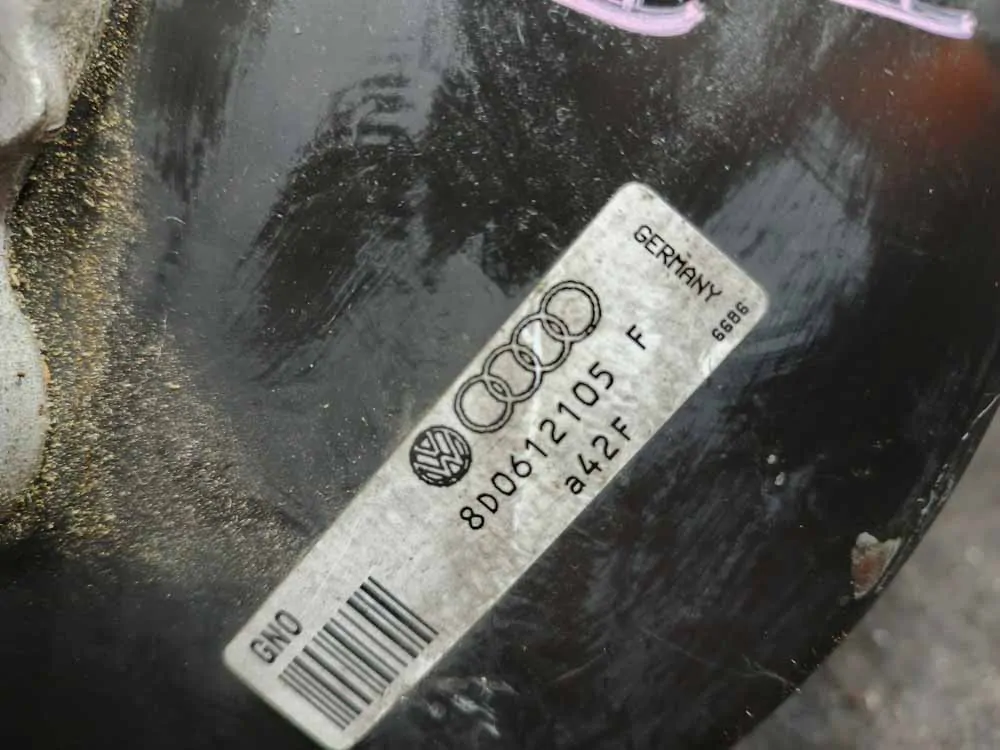 GERMANY
6686
8D0612105 F
a42F
GNO